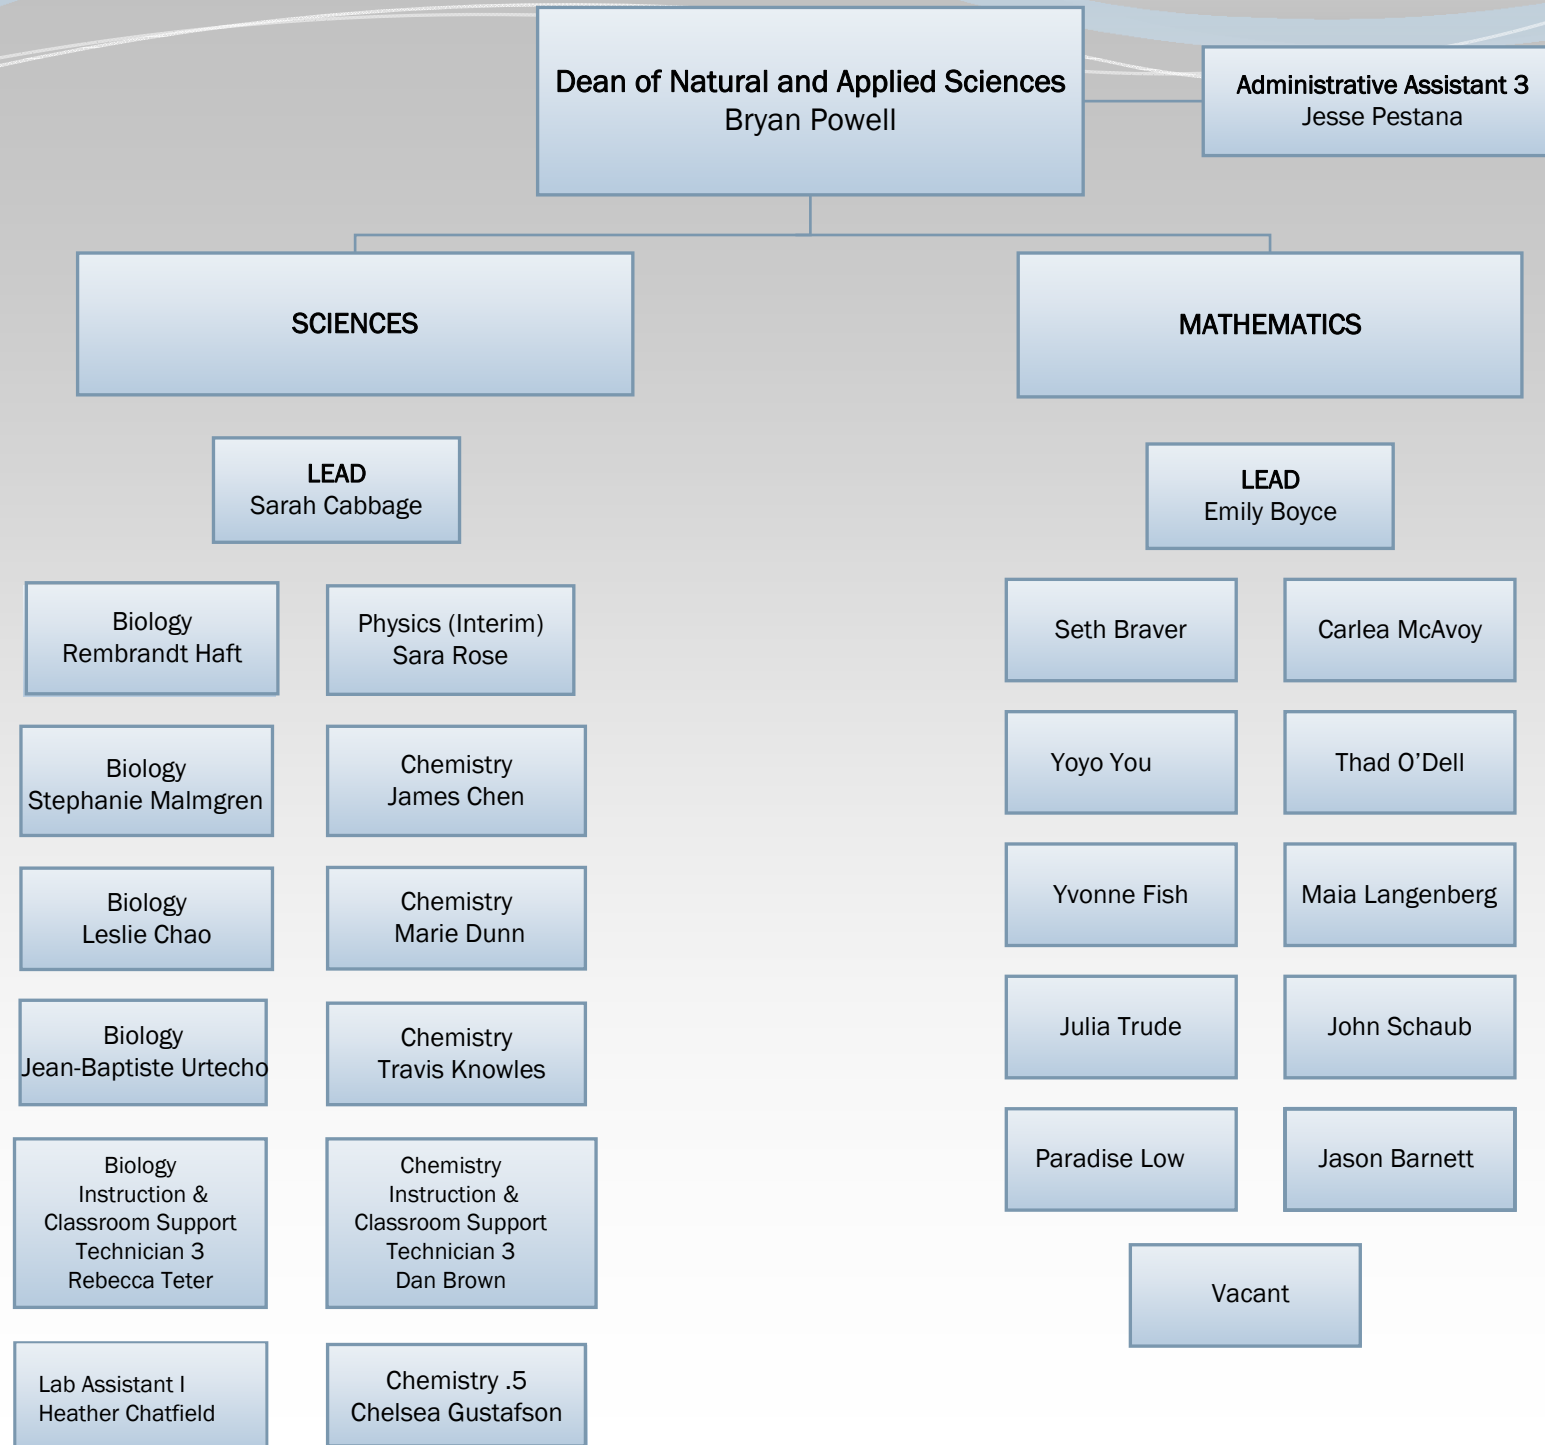 Dean of Natural and Applied Sciences
Bryan Powell
Administrative Assistant 3
Jesse Pestana
SCIENCES
MATHEMATICS
LEAD
Sarah Cabbage
LEAD
Emily Boyce
Biology
Rembrandt Haft
Physics (Interim)
Sara Rose
Seth Braver
Carlea McAvoy
Biology
Stephanie Malmgren
Chemistry
James Chen
Yoyo You
Thad O’Dell
Biology
Leslie Chao
Chemistry
Marie Dunn
Yvonne Fish
Maia Langenberg
Biology
Jean-Baptiste Urtecho
Chemistry
Travis Knowles
Julia Trude
John Schaub
Biology
Instruction &
Classroom Support
Technician 3
Rebecca Teter
Chemistry
Instruction &
Classroom Support
Technician 3
Dan Brown
Paradise Low
Jason Barnett
Vacant
Lab Assistant I
Heather Chatfield
Chemistry .5
Chelsea Gustafson